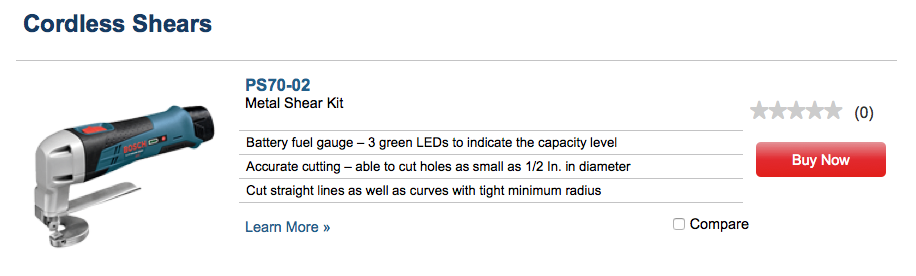 Cordless Shears
PS70-02
Metal Shear Kit
BOSCH
(0)
Battery fuel gauge – 3 green LEDs to indicate the capacity level
Accurate cutting – able to cut holes as small as 1/2 In. in diameter
Buy Now
Cut straight lines as well as curves with tight minimum radius
Learn More »
Compare